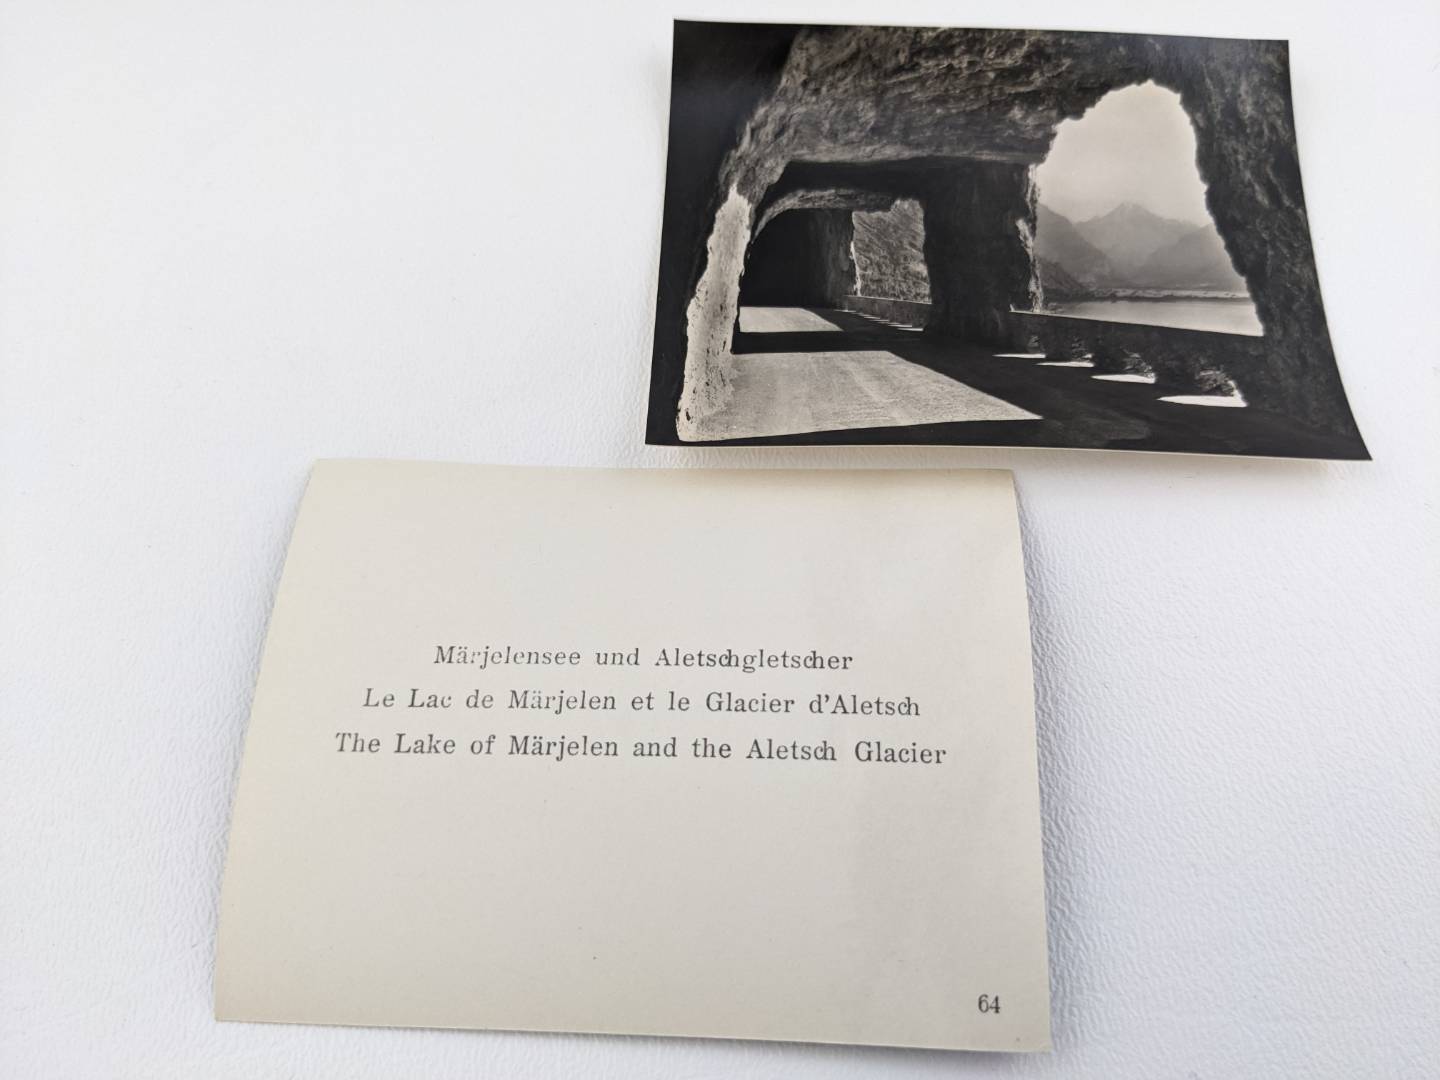 Märjelensee und Aletschgletscher
Le Lac de Märjelen et le Glacier d'Aletsch
The Lake of Märjelen and the Aletsch Glacier
64